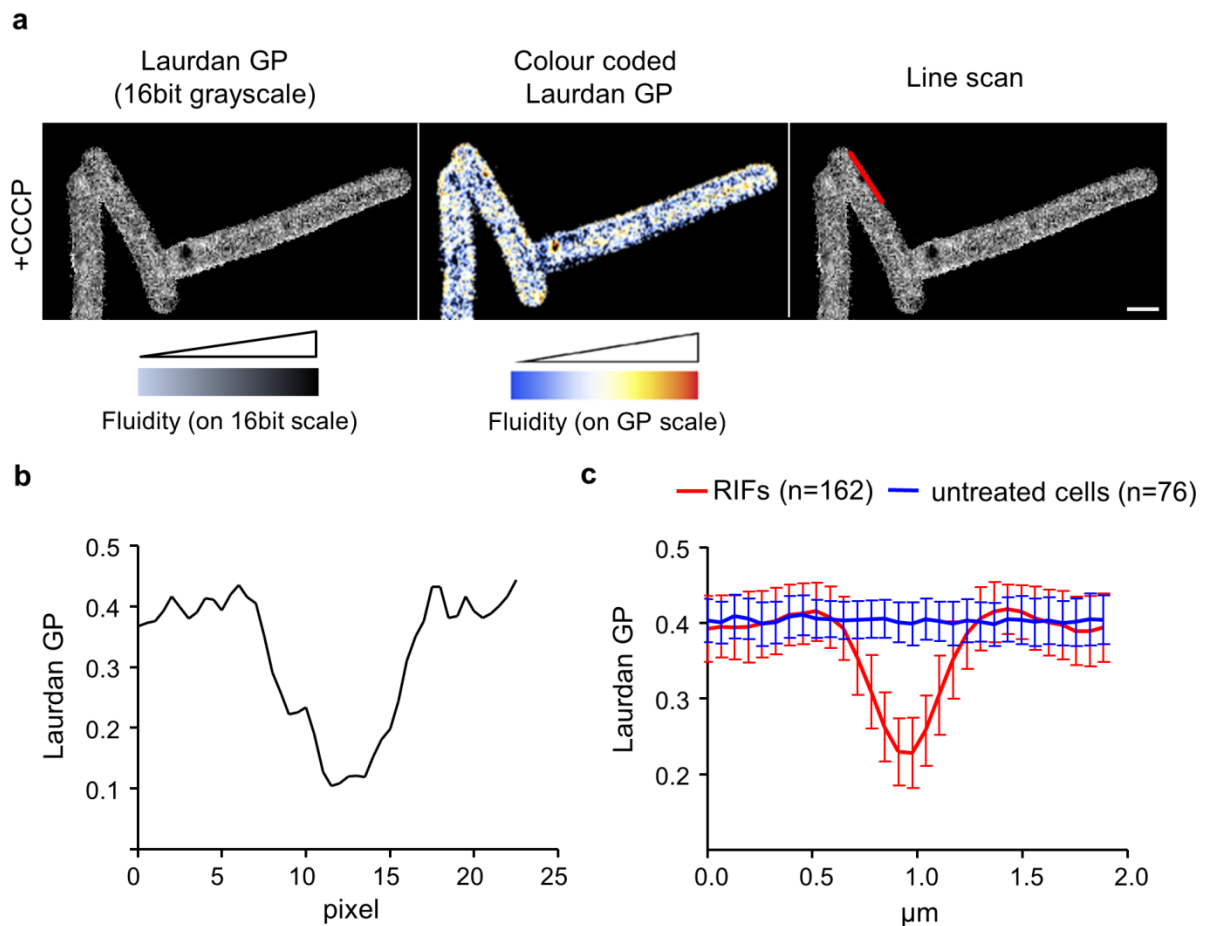 a
Laurdan GP
(16bit grayscale)
Colour coded
Laurdan GP
Line scan
+CCCP
Fluidity (on 16bit scale)
Fluidity (on GP scale)
b
Laurdan GP
0.5
0.4
0.3
0.2
0.1
0
5
10
15
20
25
pixel
c
RIFs (n=162)
untreated cells (n=76)
Laurdan GP
0.5
0.4
0.3
0.2
0.0
0.5
1.0
1.5
2.0
µm